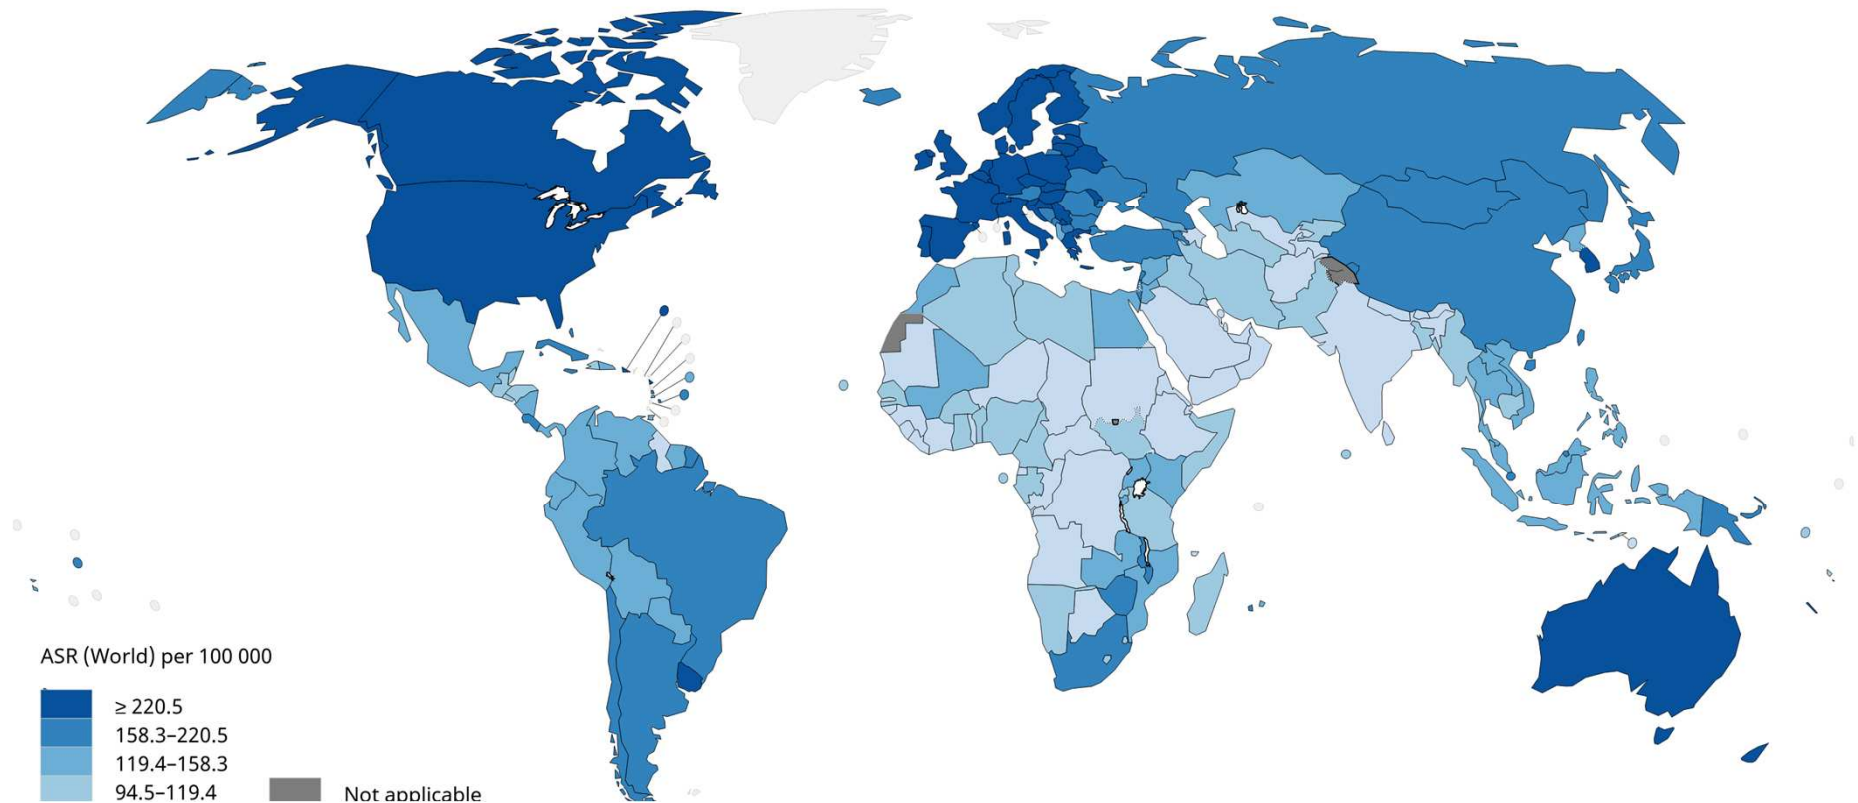 ASR (World) per 100 000
≥ 220.5
158.3–220.5
119.4–158.3
94.5–119.4
Not applicable